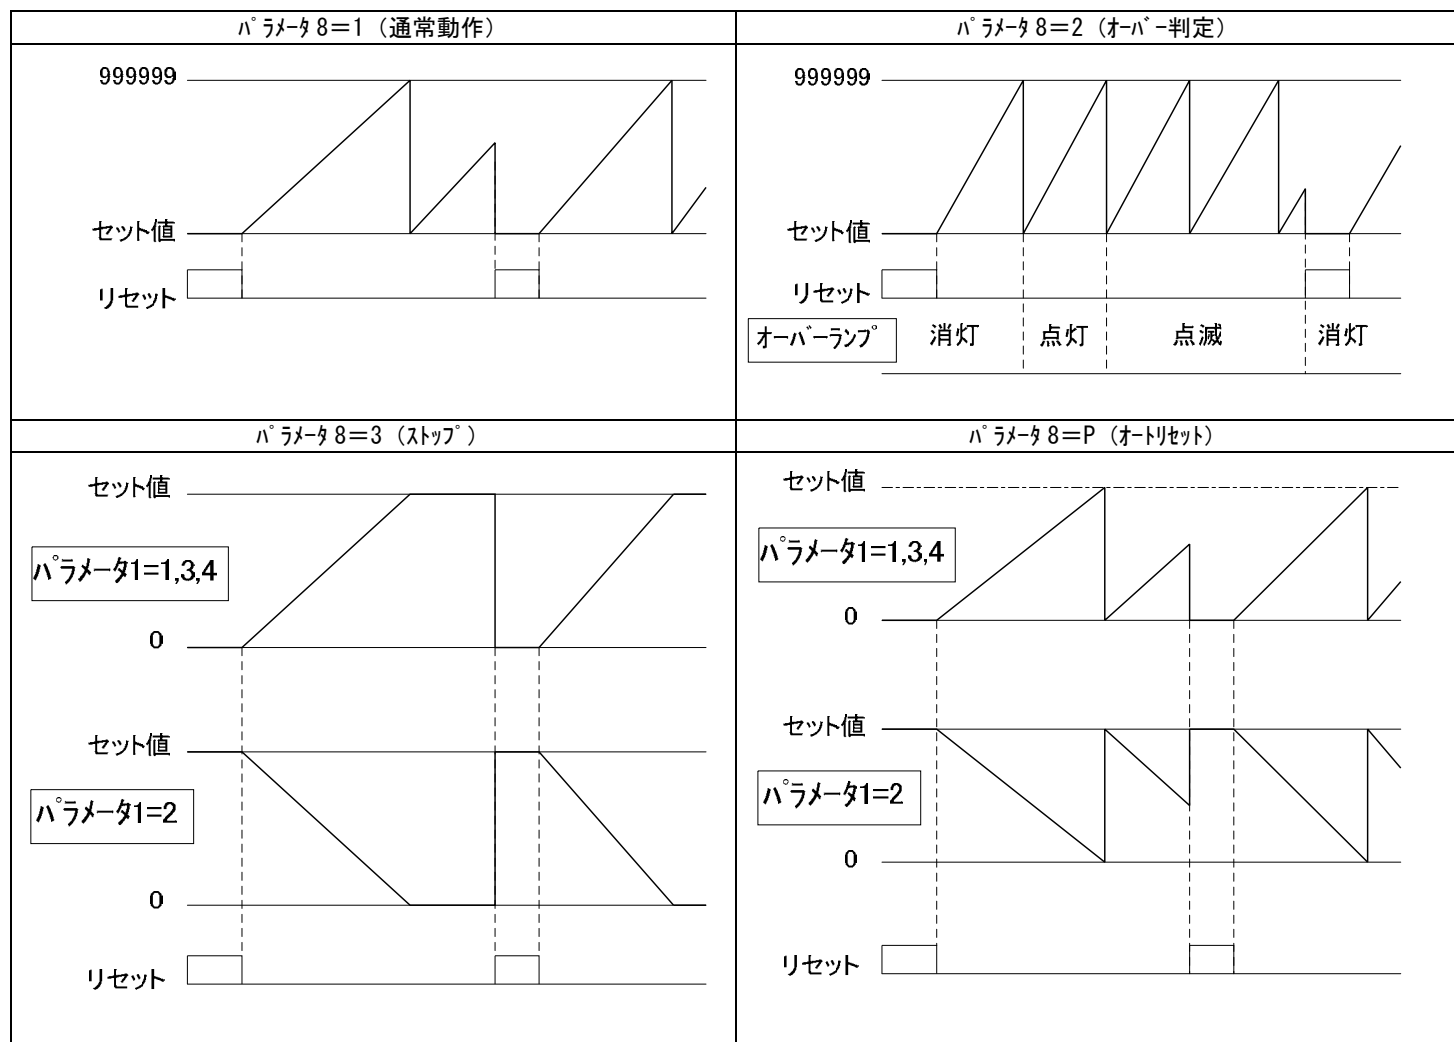 ﾊﾟﾗﾒｰﾀ8＝1（通常動作）
999999
セット値
リセット
ﾊﾟﾗﾒｰﾀ8＝2（ｵｰﾊﾞｰ判定）
999999
セット値
リセット
オーバーランプ 消灯 点灯 点滅 消灯
ﾊﾟﾗﾒｰﾀ8＝3（ｽﾄｯﾌﾟ）
セット値
パラメータ1=1,3,4
0
セット値
パラメータ1=2
0
リセット
ﾊﾟﾗﾒｰﾀ8＝P（ｵｰﾄﾘｾｯﾄ）
セット値
パラメータ1=1,3,4
0
セット値
パラメータ1=2
0
リセット